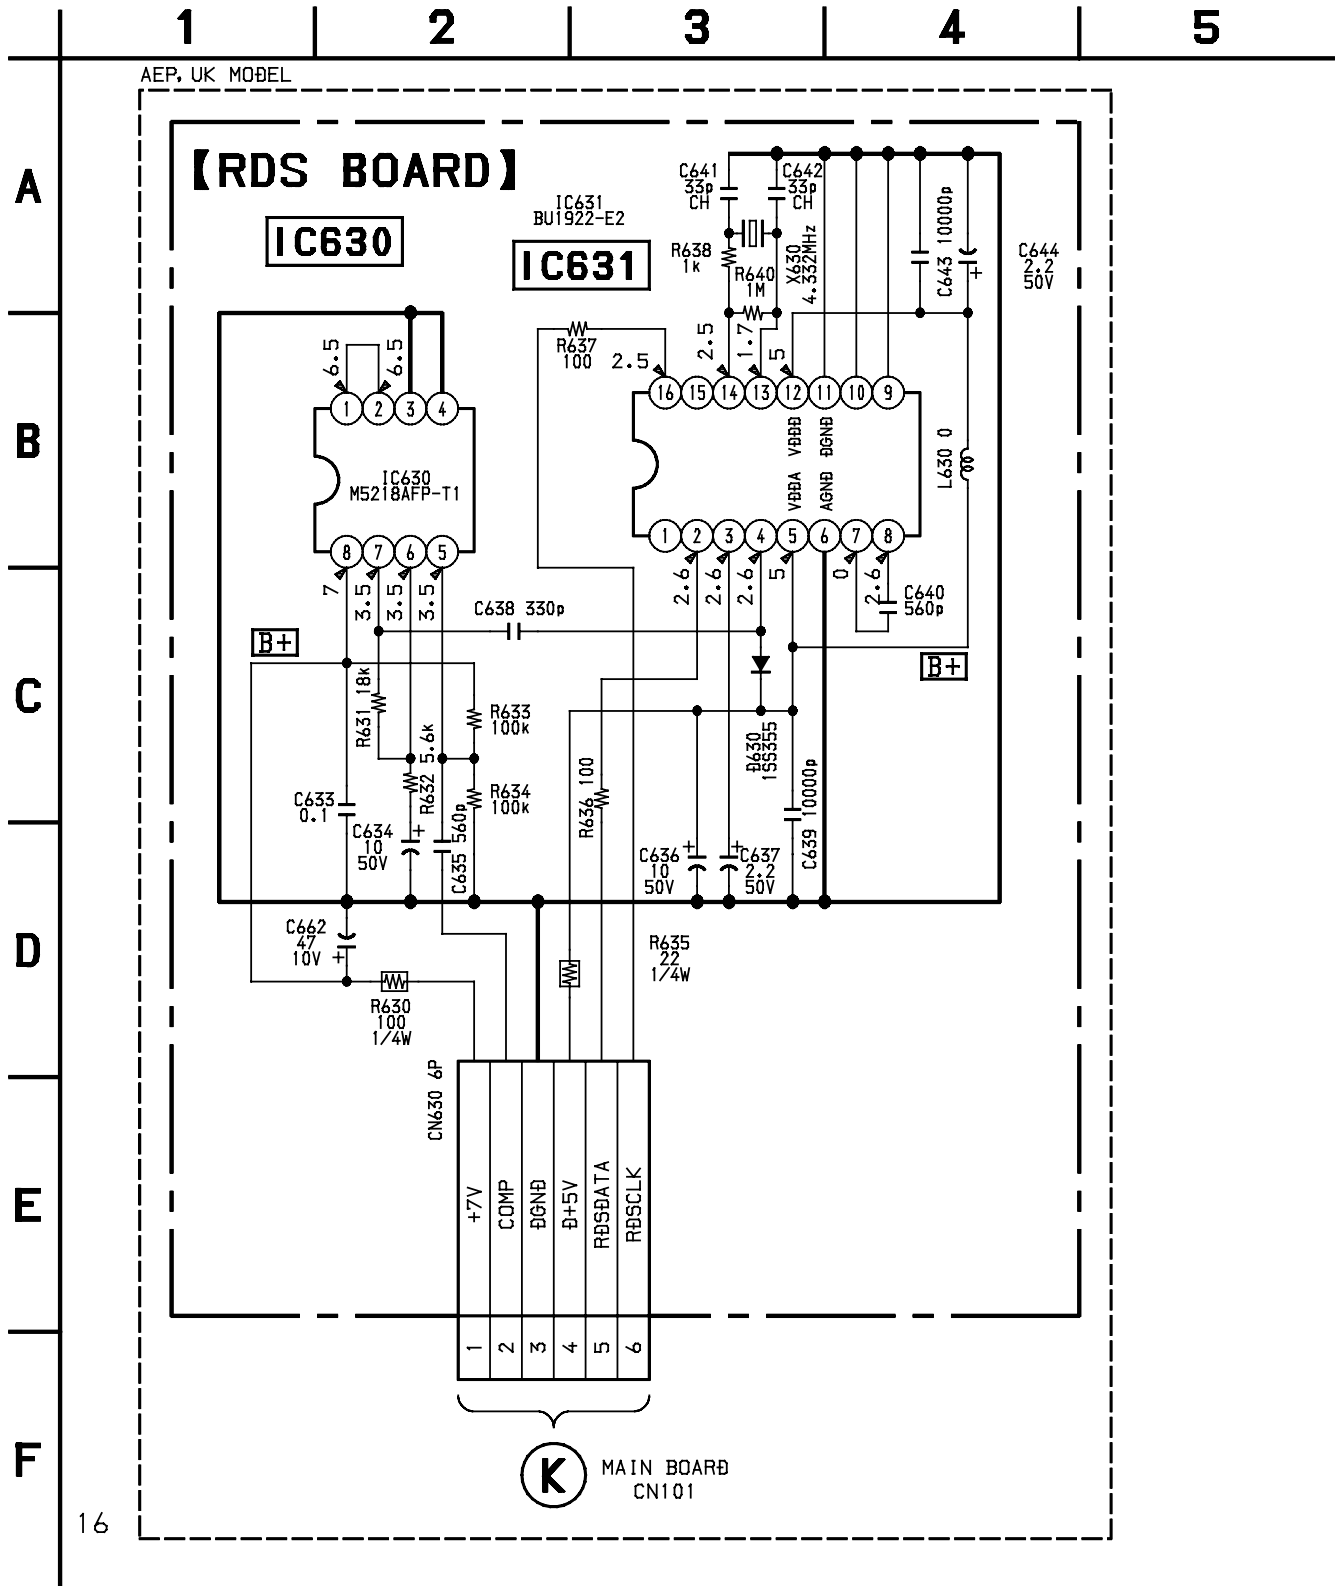 1 2 3 4 5
AEP, UK MODEL
A
B
C
D
E
F
【RDS BOARD】
IC630
IC631
BU1922-E2
IC631
C641
33p
CH
C642
33p
CH
R638
1k
R640
1M
X630
4.332MHz
C643 10000p
C644
2.2
50V
R637
100
2.5
2.5
1.7
5
6.5
6.5
1 2 3 4
IC630
M5218AFP-T1
8 7 6 5
7
3.5
3.5
3.5
16 15 14 13 12 11 10 9
VDDD
DGND
VDDA
AGND
1 2 3 4 5 6 7 8
2.6
2.6
2.6
5
0
2.6
L630 0
C640
560p
C638 330p
B+
B+
R631 18k
R633
100k
R632 5.6k
R634
100k
D630
1SS355
R636 100
C639 10000p
C633
0.1
C634
10
50V
+
C635 560p
C636
10
50V
+
C637
2.2
50V
+
C662
47
10V +
R635
22
1/4W
R630
100
1/4W
CN630 6P
+7V
COMP
DGND
D+5V
RDSDATA
RDSCLK
1 2 3 4 5 6
K
MAIN BOARD
CN101
16